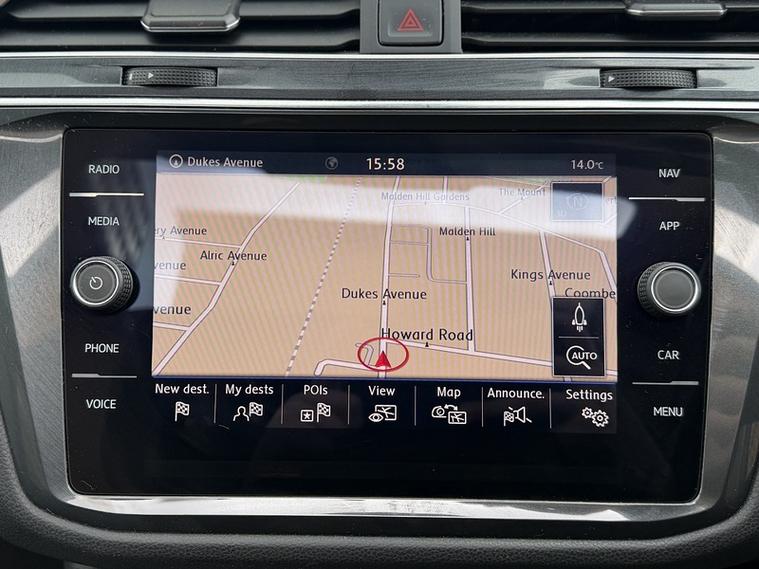 RADIO
MEDIA
PHONE
VOICE
NAV
APP
CAR
MENU
Dukes Avenue
15:58
14.0°C
Malden Hill Gardens
The Mount
ery Avenue
Malden Hill
Alric Avenue
venue
Kings Avenue
Dukes Avenue
Coombe
venue
Howard Road
AUTO
New dest.
My dests
POIs
View
Map
Announce.
Settings